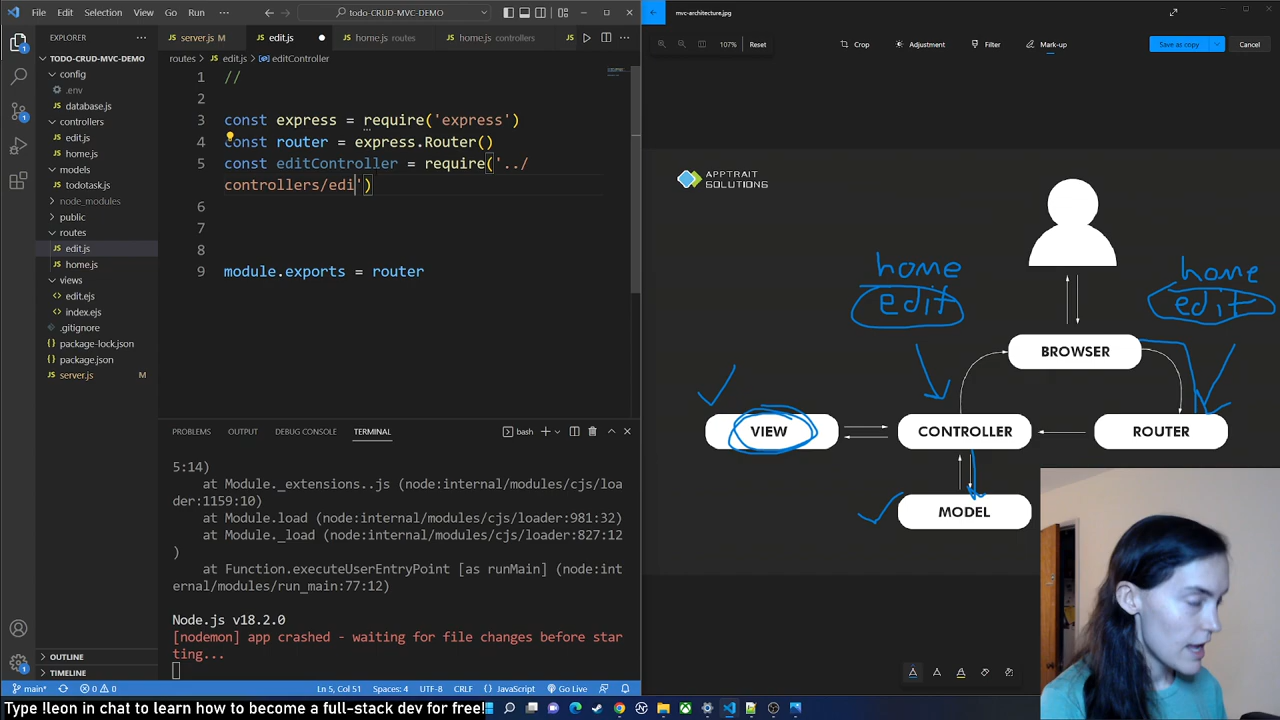 File Edit Selection View Go Run ··· todo-CRUD-MVC-DEMO
EXPLORER ···
TODO-CRUD-MVC-DEMO
config
.env
database.js
controllers
edit.js
home.js
models
todotask.js
node_modules
public
routes
edit.js
home.js
views
edit.ejs
index.ejs
.gitignore
package-lock.json
package.json
server.js M
OUTLINE
TIMELINE
server.js M edit.js home.js routes home.js controllers
routes > edit.js > editController
1 //
2
3 const express = require('express')
4 const router = express.Router()
5 const editController = require('../
controllers/edi')
6
7
8
9 module.exports = router
PROBLEMS OUTPUT DEBUG CONSOLE TERMINAL
bash
5:14)
at Module._extensions..js (node:internal/modules/cjs/loa
der:1159:10)
at Module.load (node:internal/modules/cjs/loader:981:32)
at Module._load (node:internal/modules/cjs/loader:827:12
)
at Function.executeUserEntryPoint [as runMain] (node:int
ernal/modules/run_main:77:12)
Node.js v18.2.0
[nodemon] app crashed - waiting for file changes before star
ting...
main* 0 0 Ln 5, Col 51 Spaces: 4 UTF-8 CRLF JavaScript Go Live
Type !leon in chat to learn how to become a full-stack dev for free!
mvc-architecture.jpg
107% Reset Crop Adjustment Filter Mark-up Save as copy Cancel
APPTRAIT
SOLUTIONS
home
edit
home
edit
BROWSER
VIEW
CONTROLLER
ROUTER
MODEL